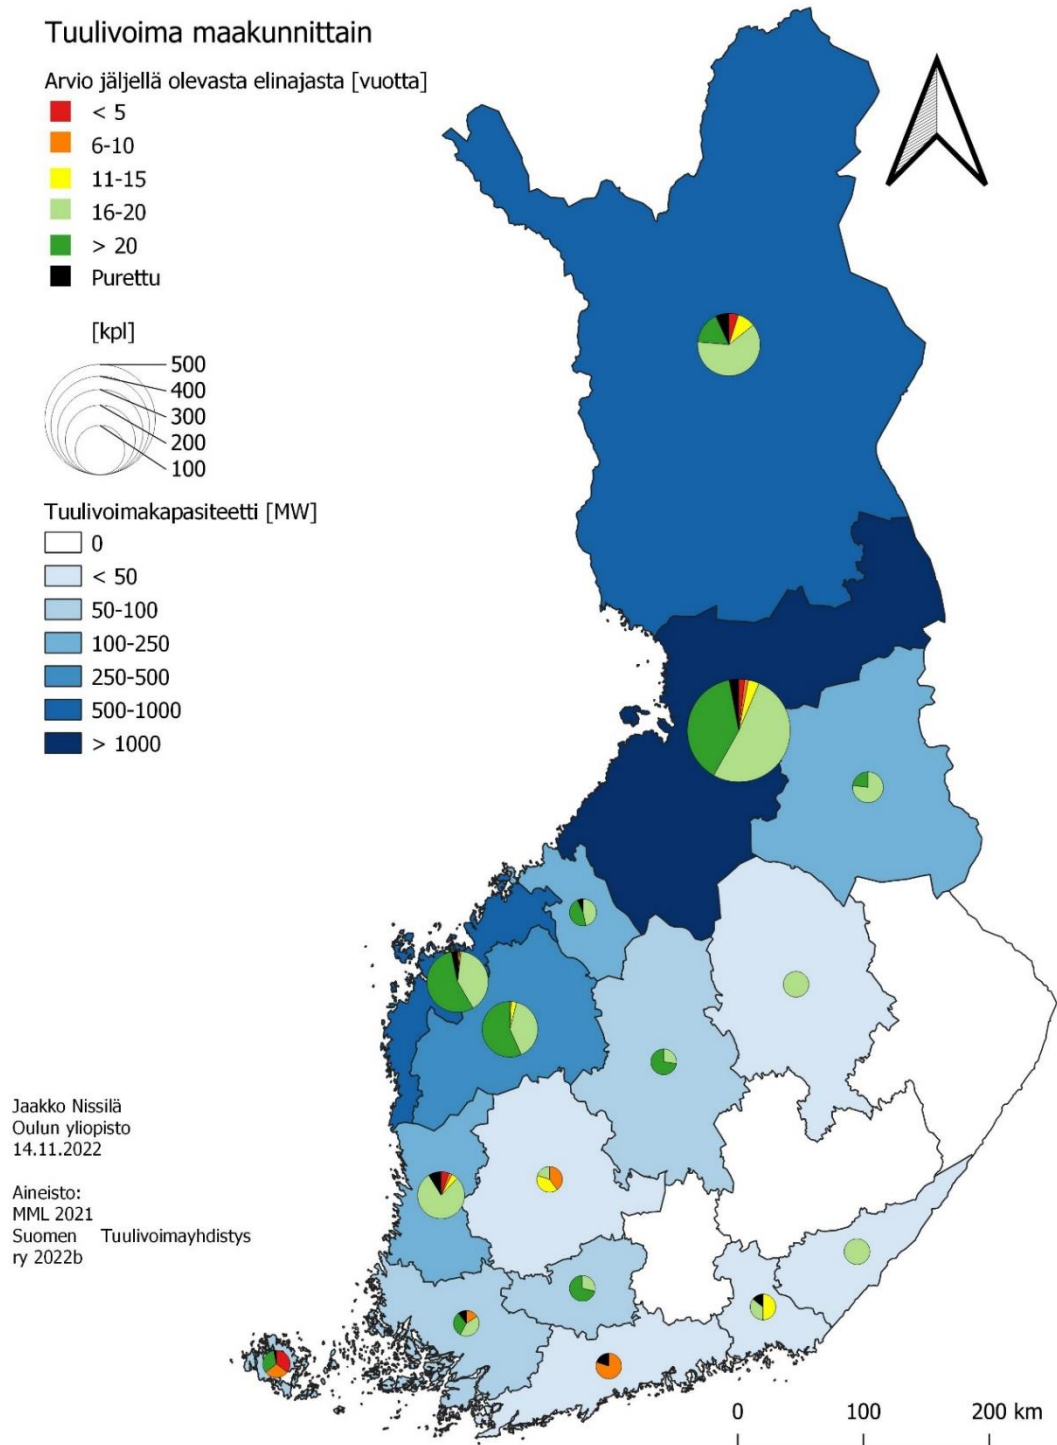 Tuulivoima maakunnittain
Arvio jäljellä olevasta elinajasta [vuotta]
< 5
6-10
11-15
16-20
> 20
Purettu
[kpl]
500
400
300
200
100
Tuulivoimakapasiteetti [MW]
0
< 50
50-100
100-250
250-500
500-1000
> 1000
Jaakko Nissilä
Oulun yliopisto
14.11.2022
Aineisto:
MML 2021
Suomen Tuulivoimayhdistys
ry 2022b
0 100 200 km